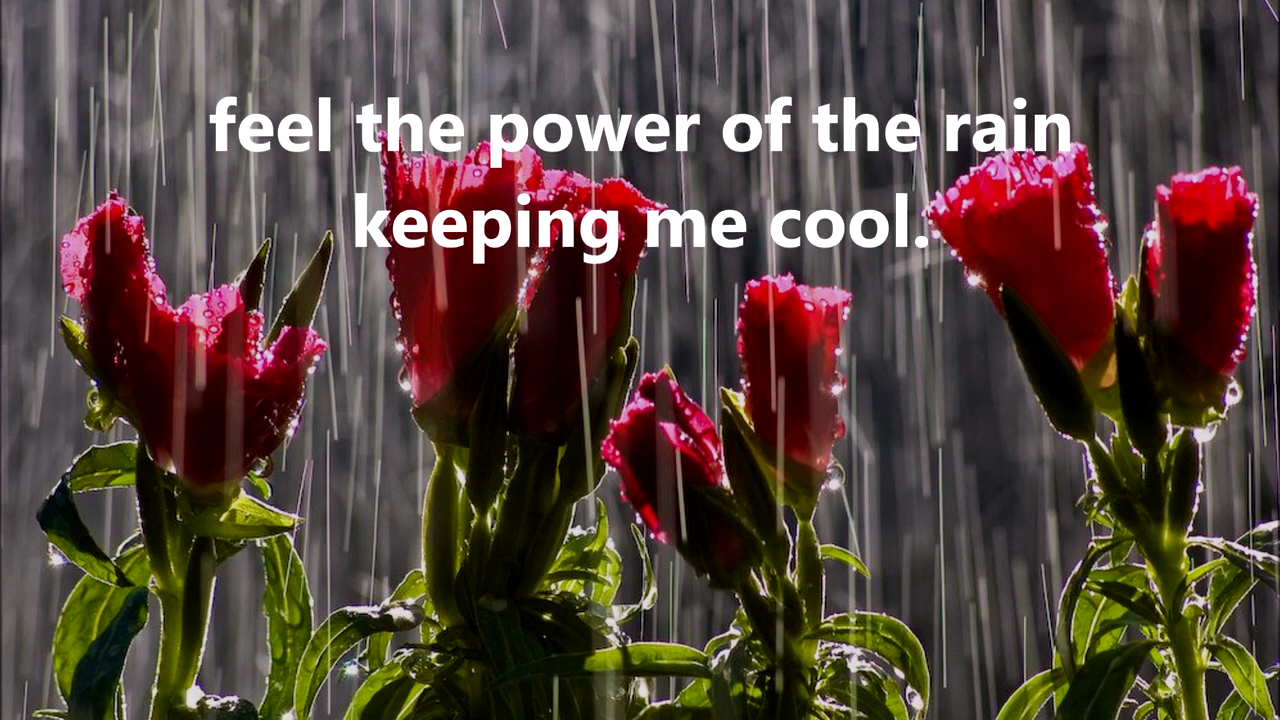 feel the power of the rain
keeping me cool.